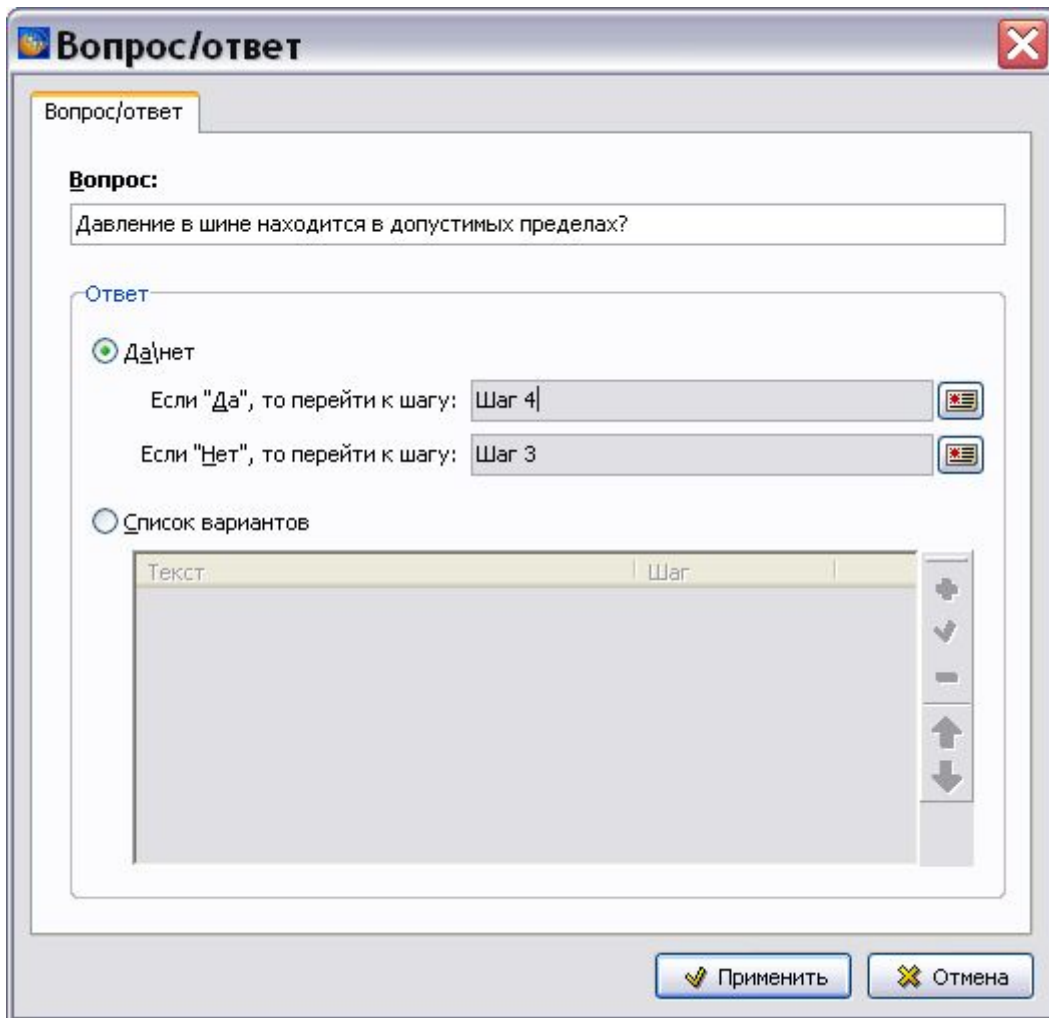 Вопрос/ответ
Вопрос/ответ
Вопрос:
Давление в шине находится в допустимых пределах?
Ответ
Да\нет
Если "Да", то перейти к шагу: Шаг 4
Если "Нет", то перейти к шагу: Шаг 3
Список вариантов
Текст Шаг
Применить Отмена